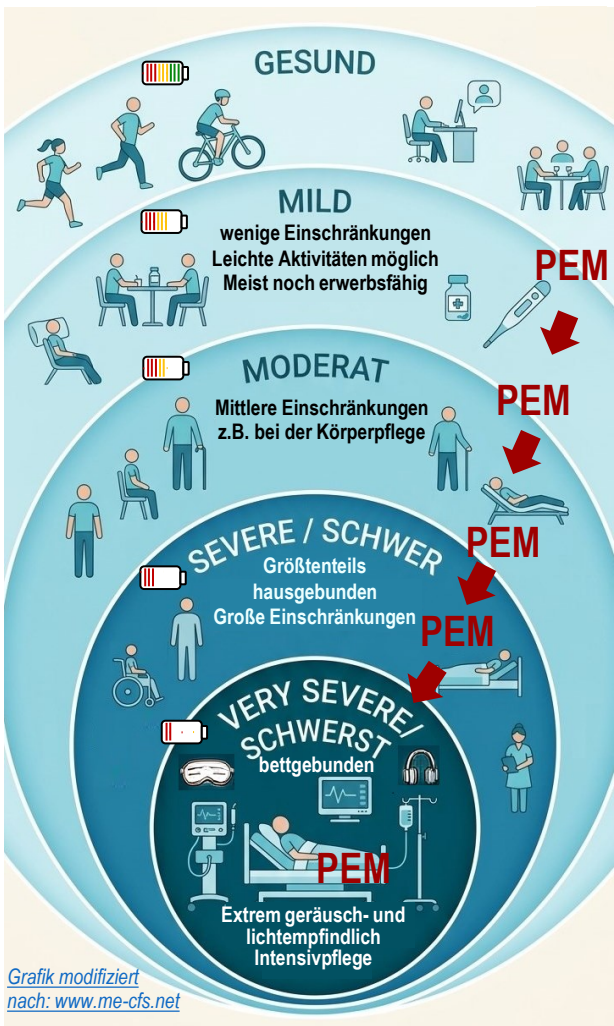 GESUND
MILD
wenige Einschränkungen
Leichte Aktivitäten möglich
Meist noch erwerbsfähig
PEM
MODERAT
Mittlere Einschränkungen
z.B. bei der Körperpflege
PEM
SEVERE / SCHWER
Größtenteils
hausgebunden
Große Einschränkungen
PEM
PEM
VERY SEVERE/
SCHWERST
bettgebunden
PEM
Extrem geräusch- und
lichtempfindlich
Intensivpflege
Grafik modifiziert
nach: www.me-cfs.net